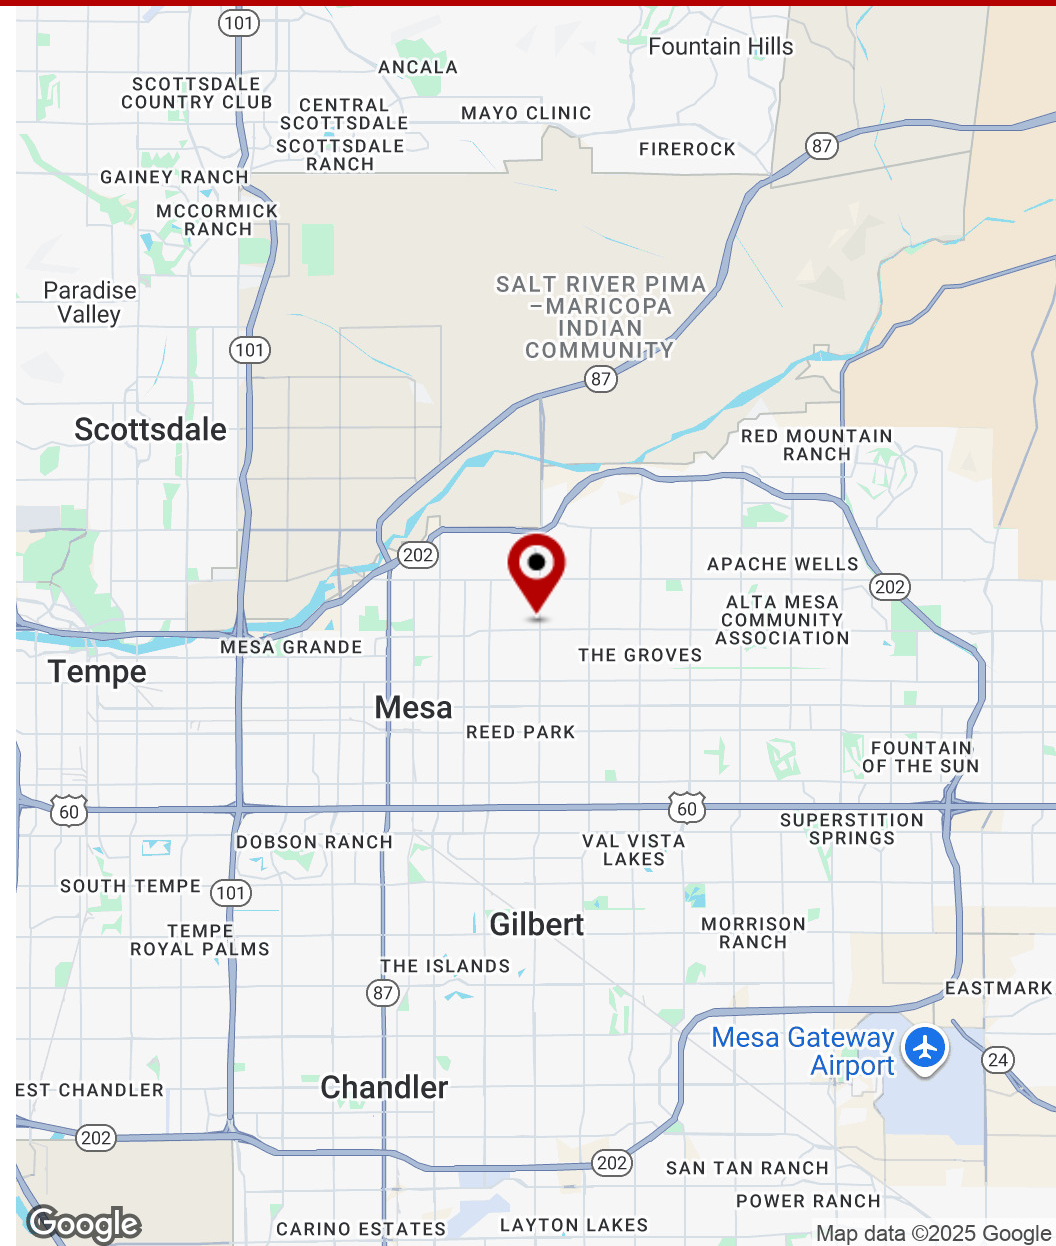 101
Fountain Hills
ANCALA
SCOTTSDALE
COUNTRY CLUB
CENTRAL
SCOTTSDALE
MAYO CLINIC
SCOTTSDALE
RANCH
FIREROCK
87
GAINEY RANCH
MCCORMICK
RANCH
Paradise
Valley
SALT RIVER PIMA
–MARICOPA
INDIAN
COMMUNITY
101
87
Scottsdale
RED MOUNTAIN
RANCH
202
APACHE WELLS
202
ALTA MESA
COMMUNITY
ASSOCIATION
MESA GRANDE
THE GROVES
Tempe
Mesa
REED PARK
FOUNTAIN
OF THE SUN
60
60
SUPERSTITION
SPRINGS
DOBSON RANCH
VAL VISTA
LAKES
SOUTH TEMPE
101
Gilbert
MORRISON
RANCH
TEMPE
ROYAL PALMS
THE ISLANDS
87
EASTMARK
Mesa Gateway
Airport
24
EST CHANDLER
Chandler
202
202
SAN TAN RANCH
POWER RANCH
Google
CARINO ESTATES
LAYTON LAKES
Map data ©2025 Google